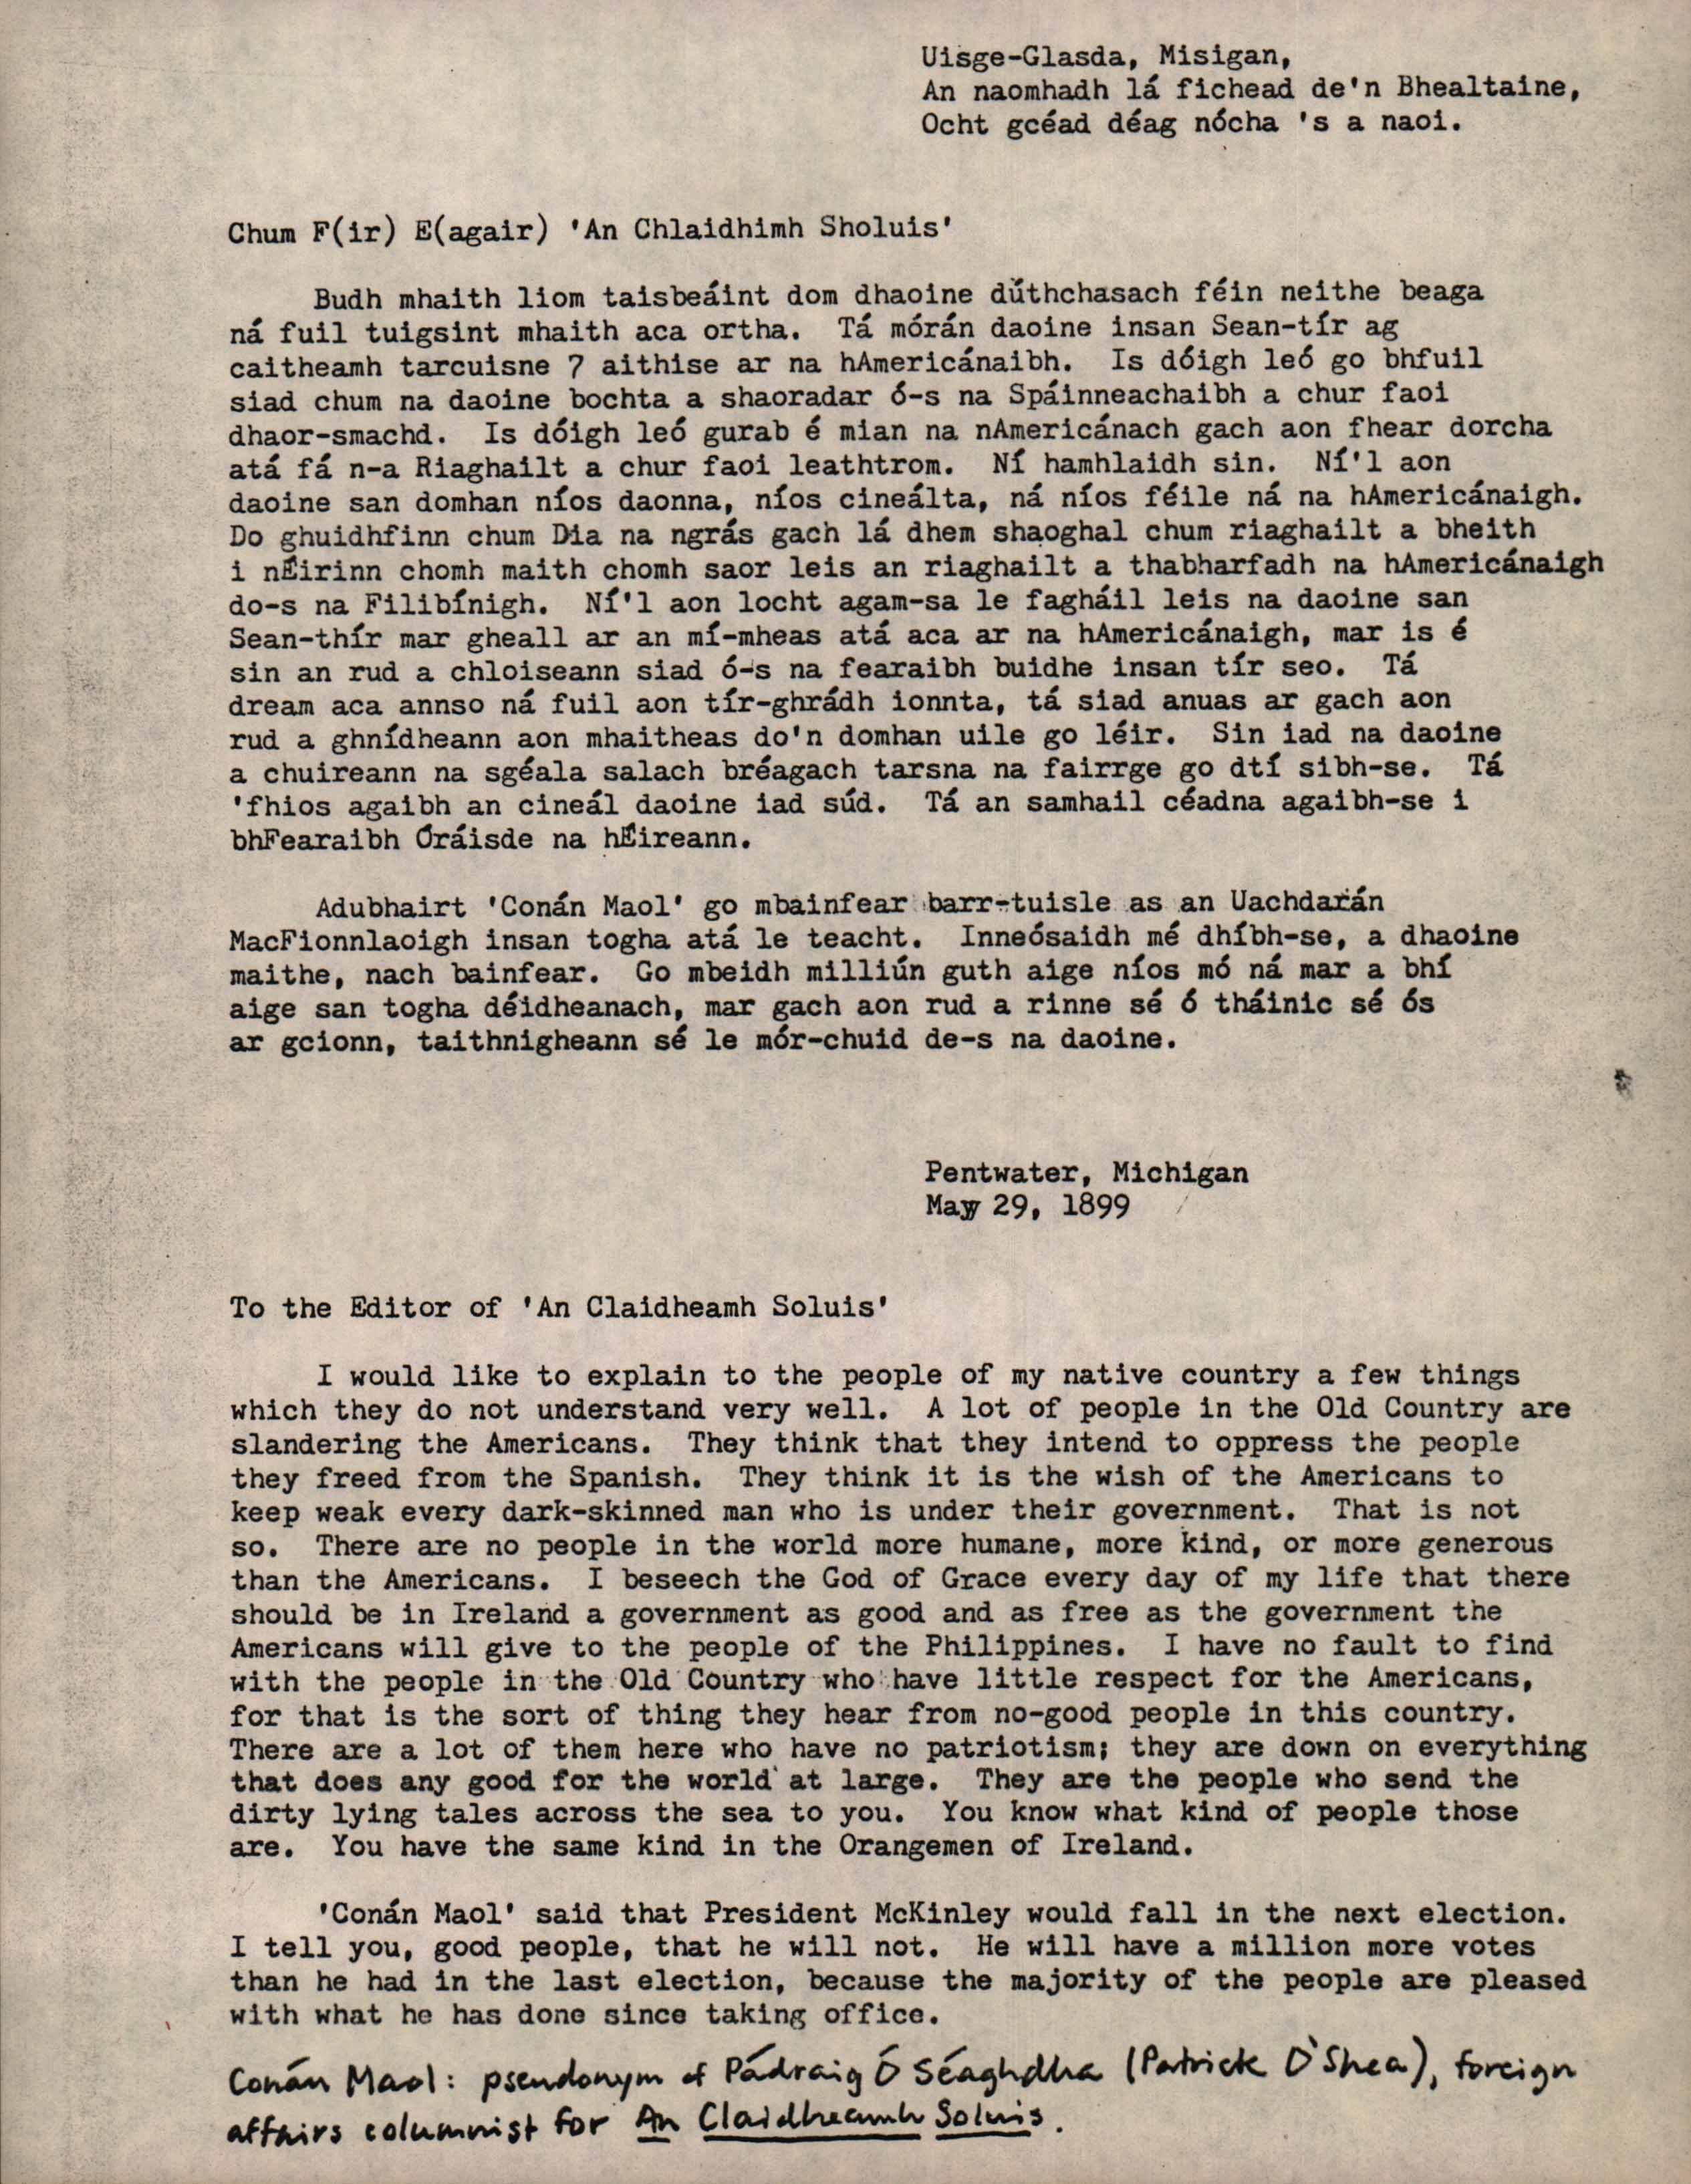 Uisge-Glasda, Misigan,
An naomhadh lá fichead de'n Bhealtaine,
Ocht gcéad déag nócha 's a naoi.
Chum F(ir) E(agair) 'An Chlaidhimh Sholuis'
Budh mhaith liom taisbeáint dom dhaoine dúthchasach féin neithe beaga
ná fuil tuigsint mhaith aca ortha. Tá mórán daoine insan Sean-tír ag
caitheamh tarcuisne 7 aithise ar na hAmericánaibh. Is dóigh leó go bhfuil
siad chum na daoine bochta a shaoradar ó-s na Spáinneachaibh a chur faoi
dhaor-smachd. Is dóigh leó gurab é mian na nAmericánach gach aon fhear dorcha
atá fá n-a Riaghailt a chur faoi leathtrom. Ní hamhlaidh sin. Ní'l aon
daoine san domhan níos daonna, níos cineálta, ná níos féile ná na hAmericánaigh.
Do ghuidhfinn chum Dia na ngrás gach lá dhem shaoghal chum riaghailt a bheith
i nÉirinn chomh maith chomh saor leis an riaghailt a thabharfadh na hAmericánaigh
do-s na Filibínigh. Ní'l aon locht agam-sa le fagháil leis na daoine san
Sean-thír mar gheall ar an mí-mheas atá aca ar na hAmericánaigh, mar is é
sin an rud a chloiseann siad ó-s na fearaibh buidhe insan tír seo. Tá
dream aca annso ná fuil aon tír-ghrádh ionnta, tá siad anuas ar gach aon
rud a ghnídheann aon mhaitheas do'n domhan uile go léir. Sin iad na daoine
a chuireann na sgéala salach bréagach tarsna na fairrge go dtí sibh-se. Tá
'fhios agaibh an cineál daoine iad súd. Tá an samhail céadna agaibh-se i
bhFearaibh Óráisde na hÉireann.
Adubhairt 'Conán Maol' go mbainfear barr-tuisle as an Uachdarán
MacFionnlaoigh insan togha atá le teacht. Inneósaidh mé dhíbh-se, a dhaoine
maithe, nach bainfear. Go mbeidh milliún guth aige níos mó ná mar a bhí
aige san togha déidheanach, mar gach aon rud a rinne sé ó tháinic sé ós
ar gcionn, taithnigheann sé le mór-chuid de-s na daoine.
Pentwater, Michigan
May 29, 1899
To the Editor of 'An Claidheamh Soluis'
I would like to explain to the people of my native country a few things
which they do not understand very well. A lot of people in the Old Country are
slandering the Americans. They think that they intend to oppress the people
they freed from the Spanish. They think it is the wish of the Americans to
keep weak every dark-skinned man who is under their government. That is not
so. There are no people in the world more humane, more kind, or more generous
than the Americans. I beseech the God of Grace every day of my life that there
should be in Ireland a government as good and as free as the government the
Americans will give to the people of the Philippines. I have no fault to find
with the people in the Old Country who have little respect for the Americans,
for that is the sort of thing they hear from no-good people in this country.
There are a lot of them here who have no patriotism; they are down on everything
that does any good for the world at large. They are the people who send the
dirty lying tales across the sea to you. You know what kind of people those
are. You have the same kind in the Orangemen of Ireland.
'Conán Maol' said that President McKinley would fall in the next election.
I tell you, good people, that he will not. He will have a million more votes
than he had in the last election, because the majority of the people are pleased
with what he has done since taking office.
Conán Maol: pseudonym of Pádraig Ó Séaghdha (Patrick O'Shea), foreign
affairs columnist for An Claidheamh Soluis.